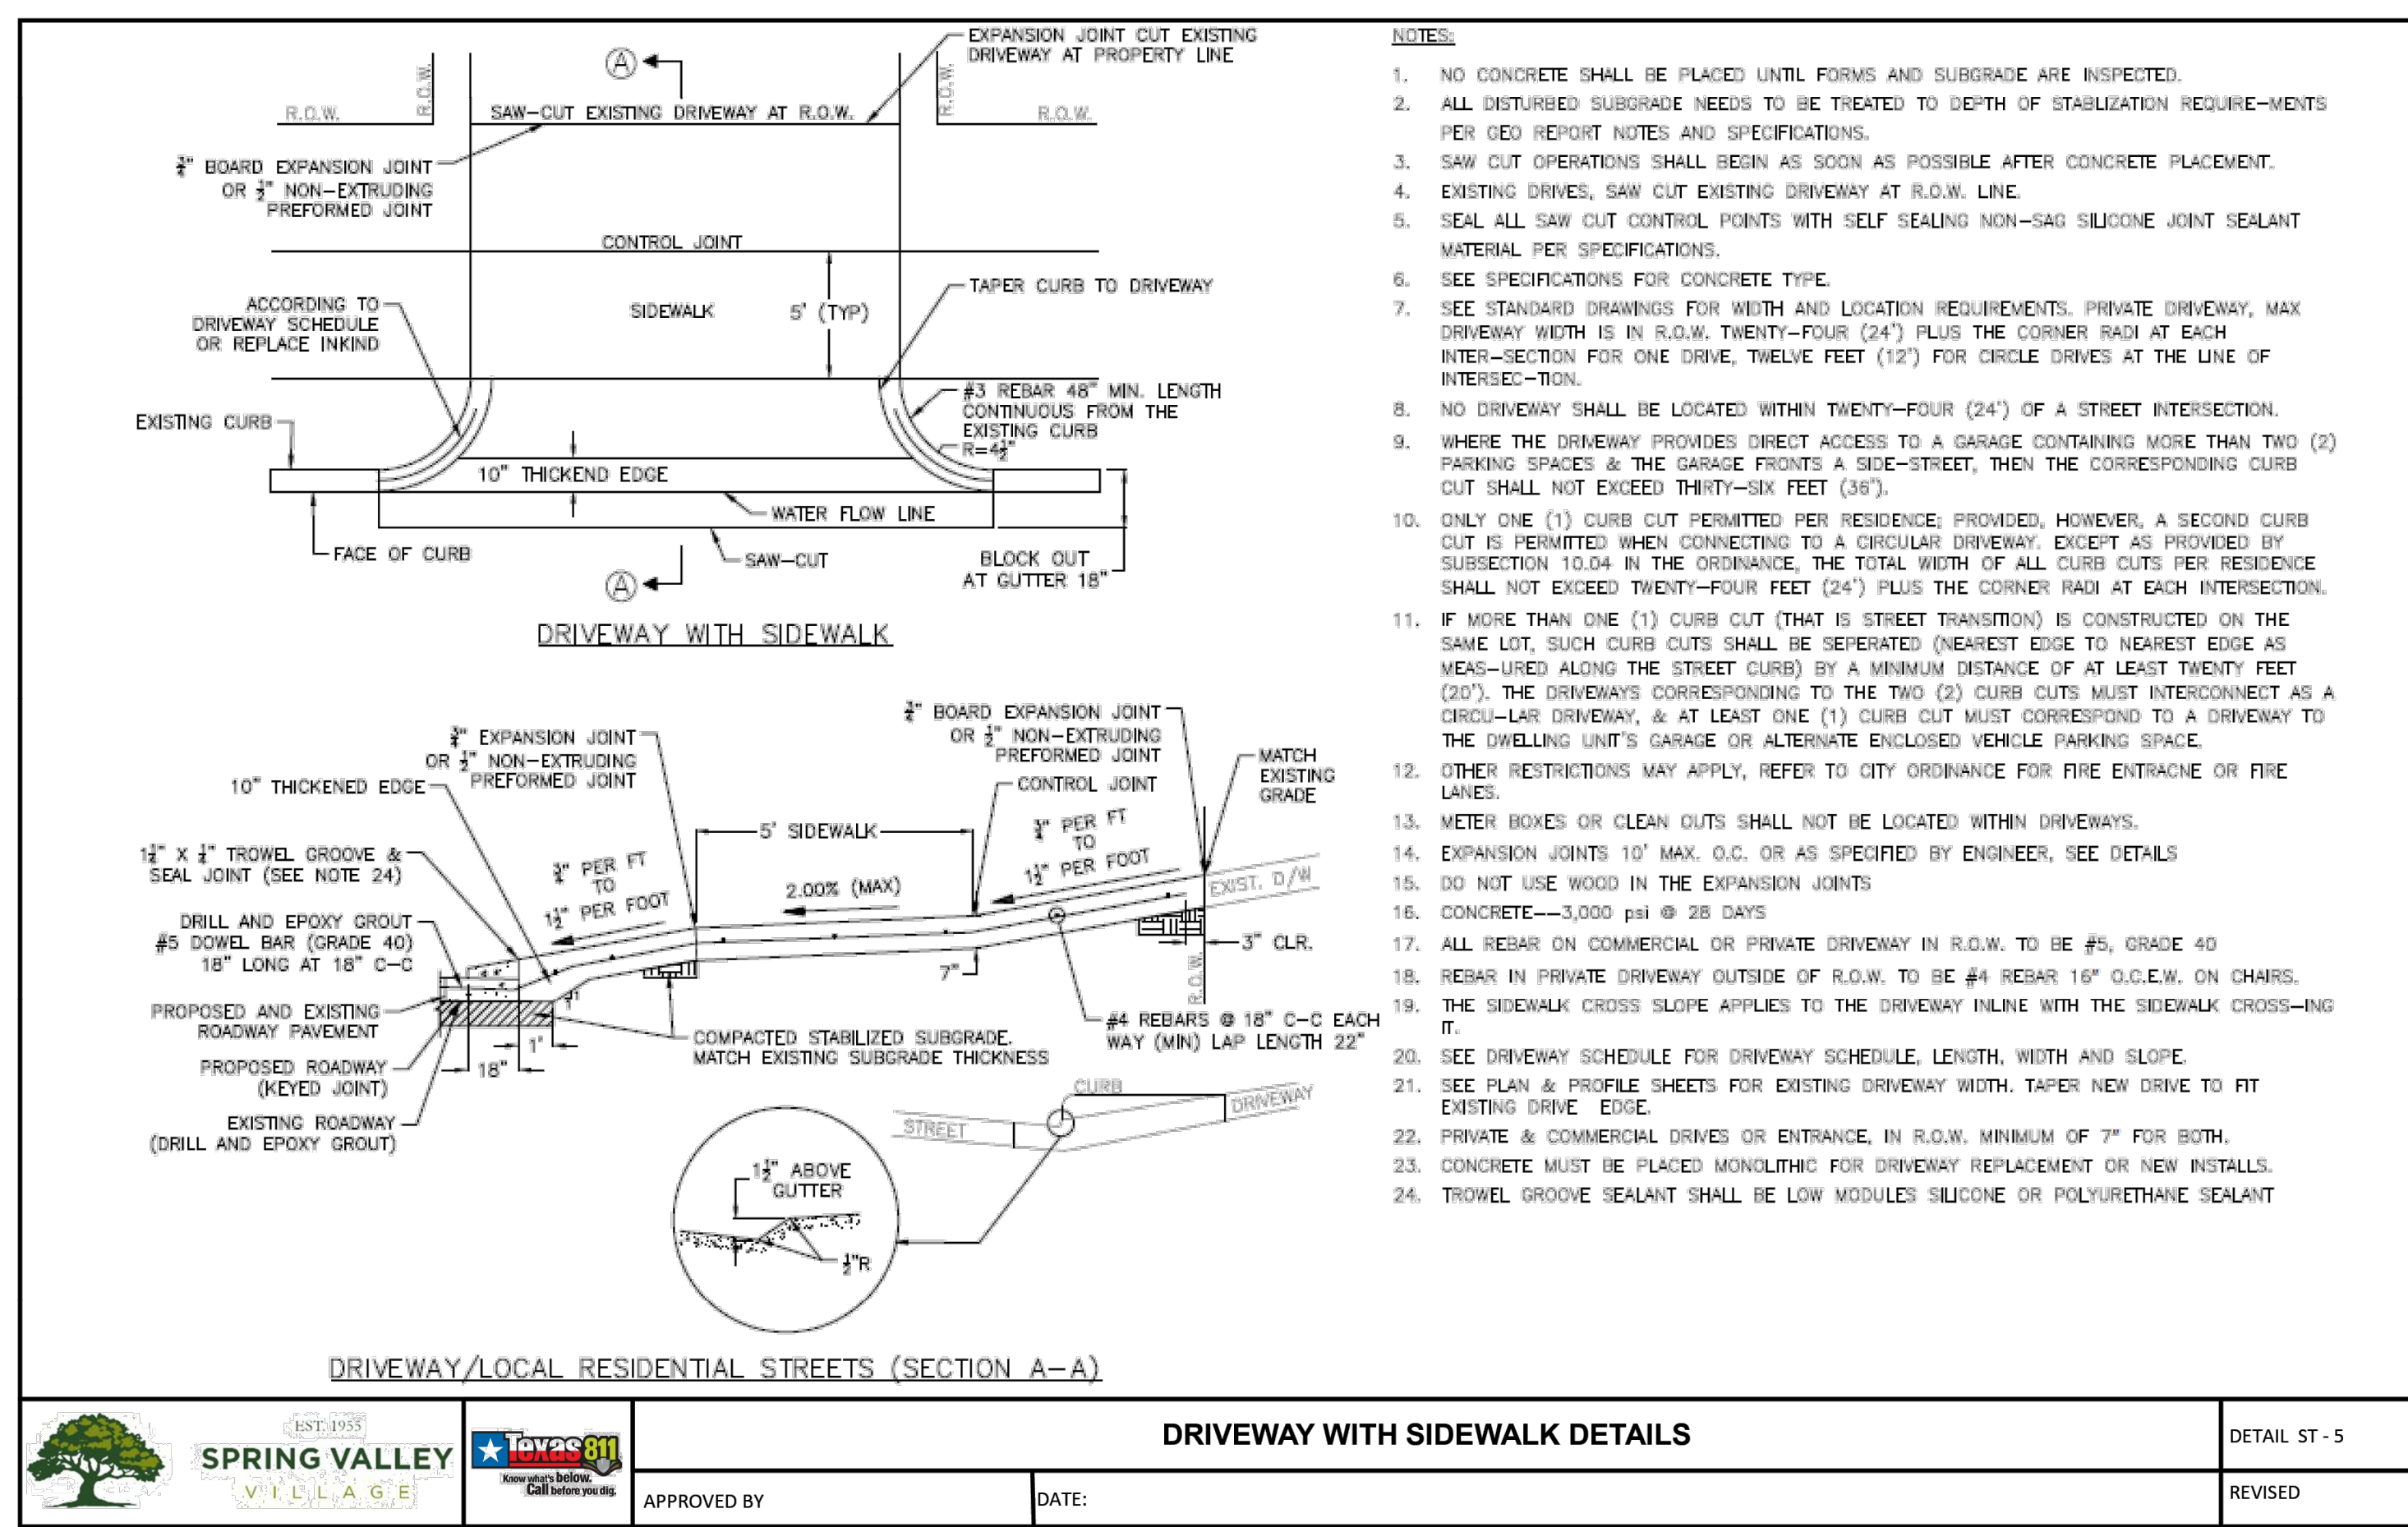 EXPANSION JOINT CUT EXISTING
DRIVEWAY AT PROPERTY LINE
A
R.O.W.
R.O.W.
R.O.W.
SAW-CUT EXISTING DRIVEWAY AT R.O.W.
R.O.W.
3/4" BOARD EXPANSION JOINT
OR 1/2" NON-EXTRUDING
PREFORMED JOINT
CONTROL JOINT
ACCORDING TO
DRIVEWAY SCHEDULE
OR REPLACE INKIND
SIDEWALK
5' (TYP)
TAPER CURB TO DRIVEWAY
#3 REBAR 48" MIN. LENGTH
CONTINUOUS FROM THE
EXISTING CURB
R=4 1/2"
EXISTING CURB
10" THICKEND EDGE
WATER FLOW LINE
FACE OF CURB
SAW-CUT
BLOCK OUT
AT GUTTER 18"
A
DRIVEWAY WITH SIDEWALK
3/4" BOARD EXPANSION JOINT
OR 1/2" NON-EXTRUDING
PREFORMED JOINT
3/4" EXPANSION JOINT
OR 1/2" NON-EXTRUDING
PREFORMED JOINT
MATCH
EXISTING
GRADE
CONTROL JOINT
10" THICKENED EDGE
5' SIDEWALK
3/4" PER FT
TO
1 1/2" PER FOOT
1 1/2" X 1/4" TROWEL GROOVE &
SEAL JOINT (SEE NOTE 24)
3/4" PER FT
TO
1 1/2" PER FOOT
2.00% (MAX)
EXIST. D/W
DRILL AND EPOXY GROUT
#5 DOWEL BAR (GRADE 40)
18" LONG AT 18" C-C
3" CLR.
7"
R.O.W.
1
1
PROPOSED AND EXISTING
ROADWAY PAVEMENT
#4 REBARS @ 18" C-C EACH
WAY (MIN) LAP LENGTH 22"
COMPACTED STABILIZED SUBGRADE.
MATCH EXISTING SUBGRADE THICKNESS
1'
18"
PROPOSED ROADWAY
(KEYED JOINT)
EXISTING ROADWAY
(DRILL AND EPOXY GROUT)
CURB
DRIVEWAY
STREET
1 1/2" ABOVE
GUTTER
1/2"R
DRIVEWAY/LOCAL RESIDENTIAL STREETS (SECTION A-A)
NOTES:
1. NO CONCRETE SHALL BE PLACED UNTIL FORMS AND SUBGRADE ARE INSPECTED.
2. ALL DISTURBED SUBGRADE NEEDS TO BE TREATED TO DEPTH OF STABLIZATION REQUIRE-MENTS
PER GEO REPORT NOTES AND SPECIFICATIONS.
3. SAW CUT OPERATIONS SHALL BEGIN AS SOON AS POSSIBLE AFTER CONCRETE PLACEMENT.
4. EXISTING DRIVES, SAW CUT EXISTING DRIVEWAY AT R.O.W. LINE.
5. SEAL ALL SAW CUT CONTROL POINTS WITH SELF SEALING NON-SAG SILICONE JOINT SEALANT
MATERIAL PER SPECIFICATIONS.
6. SEE SPECIFICATIONS FOR CONCRETE TYPE.
7. SEE STANDARD DRAWINGS FOR WIDTH AND LOCATION REQUIREMENTS. PRIVATE DRIVEWAY, MAX
DRIVEWAY WIDTH IS IN R.O.W. TWENTY-FOUR (24') PLUS THE CORNER RADI AT EACH
INTER-SECTION FOR ONE DRIVE, TWELVE FEET (12') FOR CIRCLE DRIVES AT THE LINE OF
INTERSEC-TION.
8. NO DRIVEWAY SHALL BE LOCATED WITHIN TWENTY-FOUR (24') OF A STREET INTERSECTION.
9. WHERE THE DRIVEWAY PROVIDES DIRECT ACCESS TO A GARAGE CONTAINING MORE THAN TWO (2)
PARKING SPACES & THE GARAGE FRONTS A SIDE-STREET, THEN THE CORRESPONDING CURB
CUT SHALL NOT EXCEED THIRTY-SIX FEET (36').
10. ONLY ONE (1) CURB CUT PERMITTED PER RESIDENCE; PROVIDED, HOWEVER, A SECOND CURB
CUT IS PERMITTED WHEN CONNECTING TO A CIRCULAR DRIVEWAY. EXCEPT AS PROVIDED BY
SUBSECTION 10.04 IN THE ORDINANCE, THE TOTAL WIDTH OF ALL CURB CUTS PER RESIDENCE
SHALL NOT EXCEED TWENTY-FOUR FEET (24') PLUS THE CORNER RADI AT EACH INTERSECTION.
11. IF MORE THAN ONE (1) CURB CUT (THAT IS STREET TRANSITION) IS CONSTRUCTED ON THE
SAME LOT, SUCH CURB CUTS SHALL BE SEPERATED (NEAREST EDGE TO NEAREST EDGE AS
MEAS-URED ALONG THE STREET CURB) BY A MINIMUM DISTANCE OF AT LEAST TWENTY FEET
(20'). THE DRIVEWAYS CORRESPONDING TO THE TWO (2) CURB CUTS MUST INTERCONNECT AS A
CIRCU-LAR DRIVEWAY, & AT LEAST ONE (1) CURB CUT MUST CORRESPOND TO A DRIVEWAY TO
THE DWELLING UNIT'S GARAGE OR ALTERNATE ENCLOSED VEHICLE PARKING SPACE.
12. OTHER RESTRICTIONS MAY APPLY, REFER TO CITY ORDINANCE FOR FIRE ENTRACNE OR FIRE
LANES.
13. METER BOXES OR CLEAN OUTS SHALL NOT BE LOCATED WITHIN DRIVEWAYS.
14. EXPANSION JOINTS 10' MAX. O.C. OR AS SPECIFIED BY ENGINEER, SEE DETAILS
15. DO NOT USE WOOD IN THE EXPANSION JOINTS
16. CONCRETE--3,000 psi @ 28 DAYS
17. ALL REBAR ON COMMERCIAL OR PRIVATE DRIVEWAY IN R.O.W. TO BE #5, GRADE 40
18. REBAR IN PRIVATE DRIVEWAY OUTSIDE OF R.O.W. TO BE #4 REBAR 16" O.C.E.W. ON CHAIRS.
19. THE SIDEWALK CROSS SLOPE APPLIES TO THE DRIVEWAY INLINE WITH THE SIDEWALK CROSS-ING
IT.
20. SEE DRIVEWAY SCHEDULE FOR DRIVEWAY SCHEDULE, LENGTH, WIDTH AND SLOPE.
21. SEE PLAN & PROFILE SHEETS FOR EXISTING DRIVEWAY WIDTH. TAPER NEW DRIVE TO FIT
EXISTING DRIVE EDGE.
22. PRIVATE & COMMERCIAL DRIVES OR ENTRANCE, IN R.O.W. MINIMUM OF 7" FOR BOTH.
23. CONCRETE MUST BE PLACED MONOLITHIC FOR DRIVEWAY REPLACEMENT OR NEW INSTALLS.
24. TROWEL GROOVE SEALANT SHALL BE LOW MODULES SILICONE OR POLYURETHANE SEALANT
EST. 1955
SPRING VALLEY
VILLAGE
Texas811
Know what's below.
Call before you dig.
DRIVEWAY WITH SIDEWALK DETAILS
DETAIL ST - 5
APPROVED BY
DATE:
REVISED